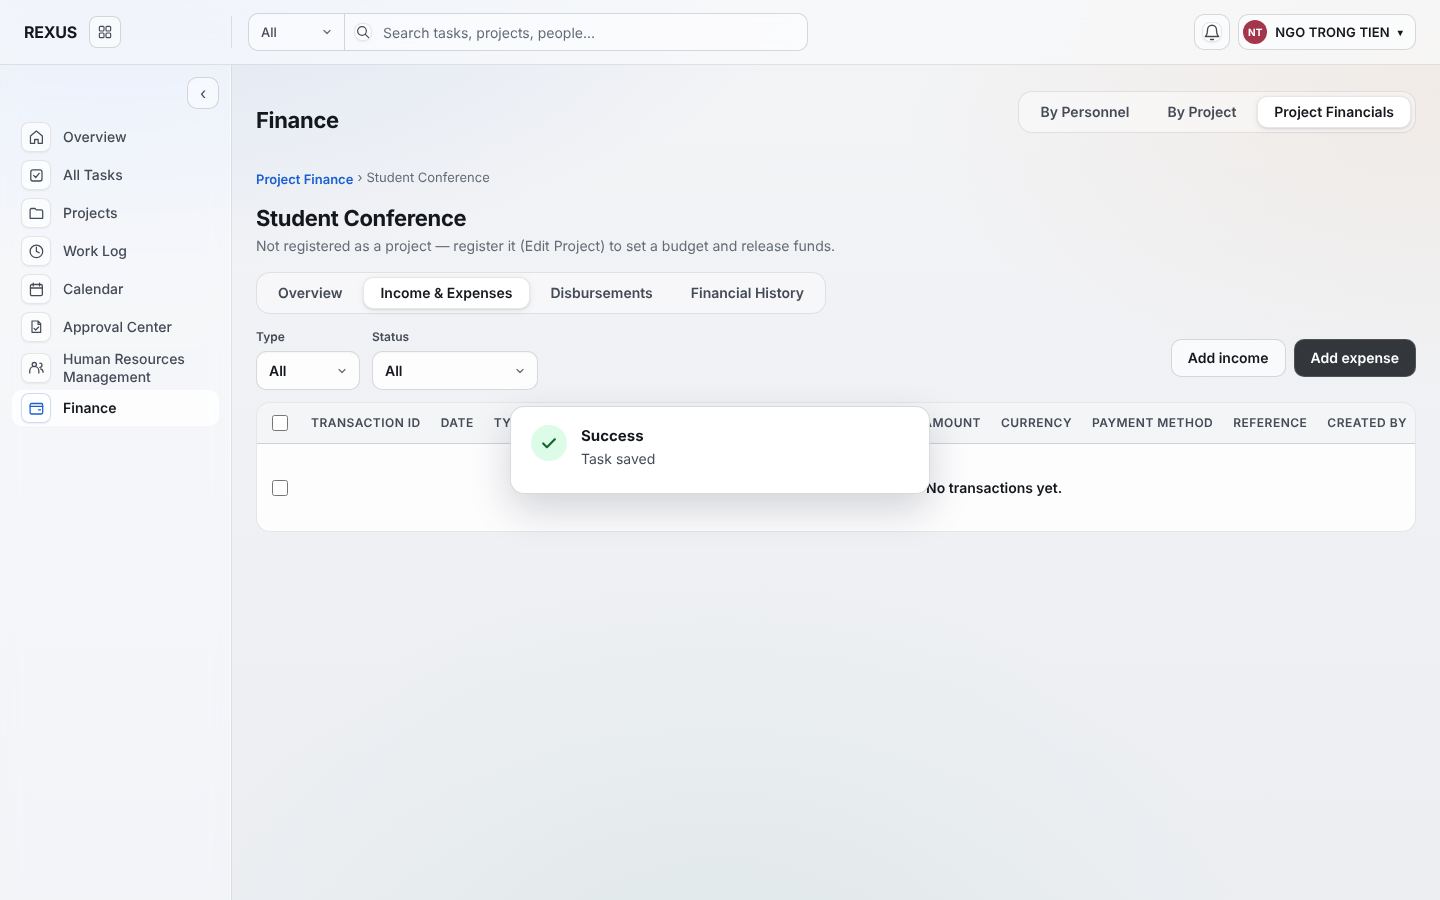 REXUS
All
Search tasks, projects, people...
NT
NGO TRONG TIEN
Overview
All Tasks
Projects
Work Log
Calendar
Approval Center
Human Resources
Management
Finance
Finance
By Personnel
By Project
Project Financials
Project Finance › Student Conference
Student Conference
Not registered as a project — register it (Edit Project) to set a budget and release funds.
Overview
Income & Expenses
Disbursements
Financial History
Type
Status
All
All
Add income
Add expense
TRANSACTION ID DATE CURRENCY PAYMENT METHOD REFERENCE CREATED BY
Success
Task saved
No transactions yet.